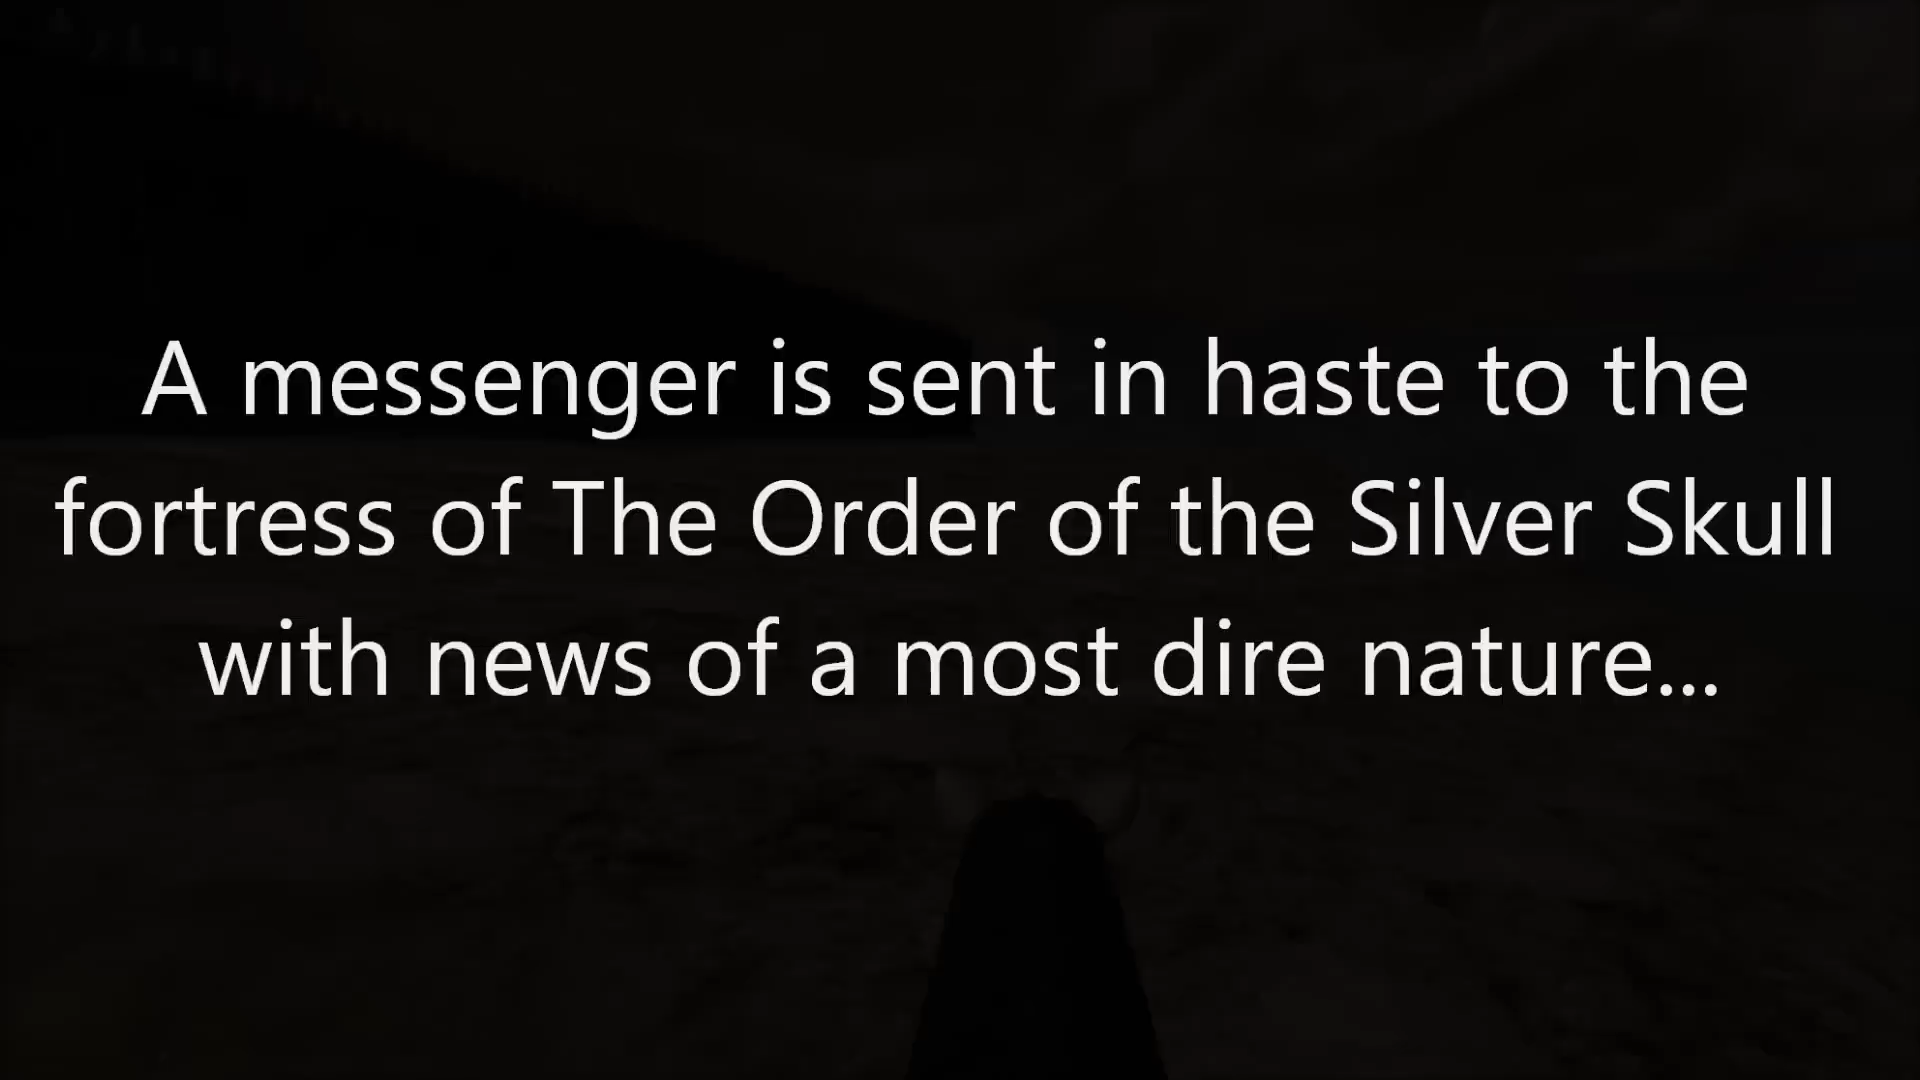 A messenger is sent in haste to the
fortress of The Order of the Silver Skull
with news of a most dire nature...